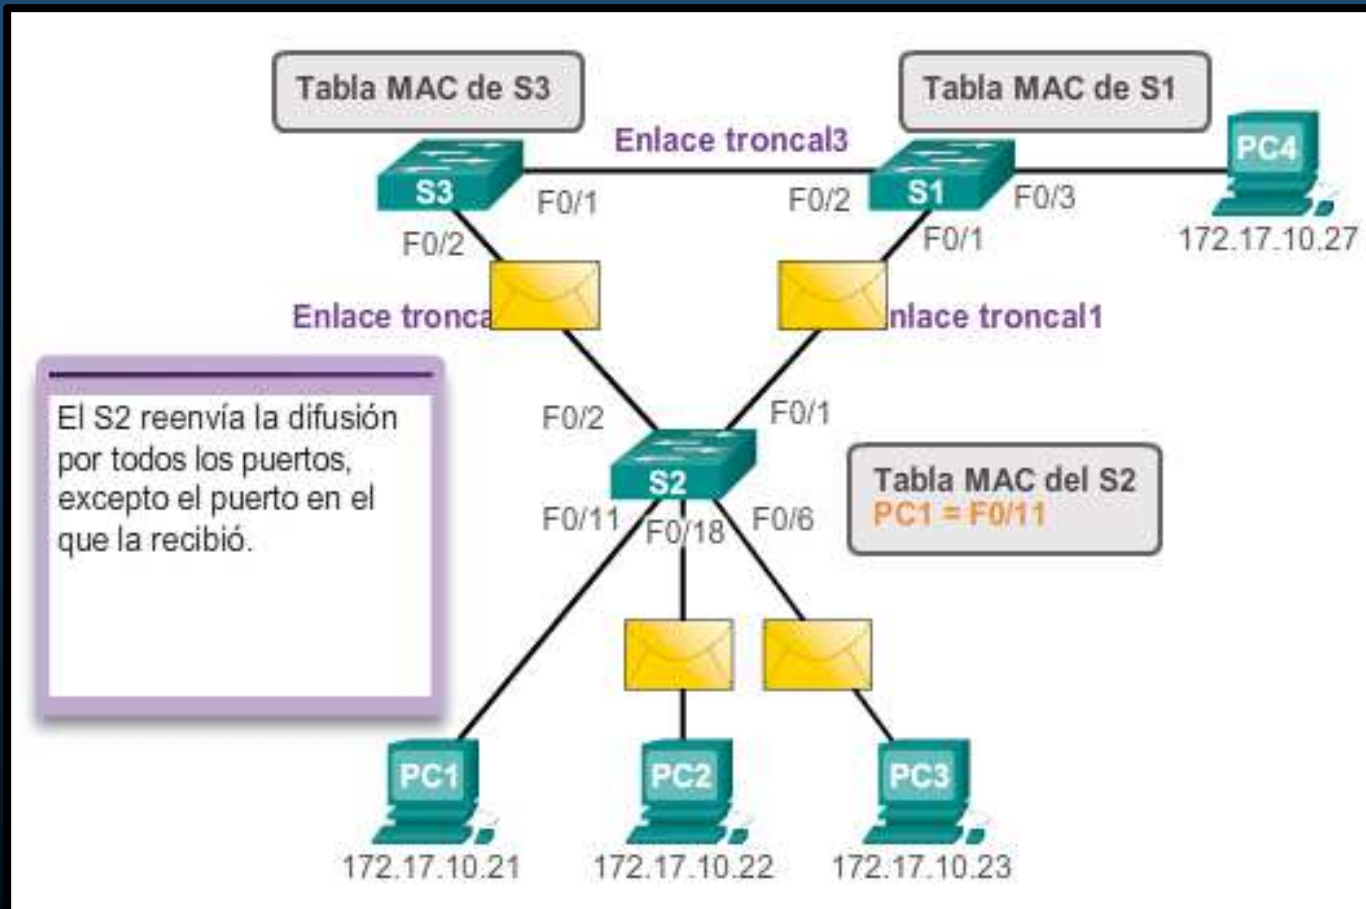 Tabla MAC de S3
Tabla MAC de S1
Enlace troncal3
PC4
S3
S1
F0/1
F0/2
F0/3
F0/2
F0/1
172.17.10.27
Enlace
troncal1
El S2 reenvía la difusión
por todos los puertos,
excepto el puerto en el
que la recibió.
F0/2
F0/1
S2
Tabla MAC del S2
PC1 = F0/11
F0/11
F0/18
F0/6
PC1
PC2
PC3
172.17.10.21
172.17.10.22
172.17.10.23